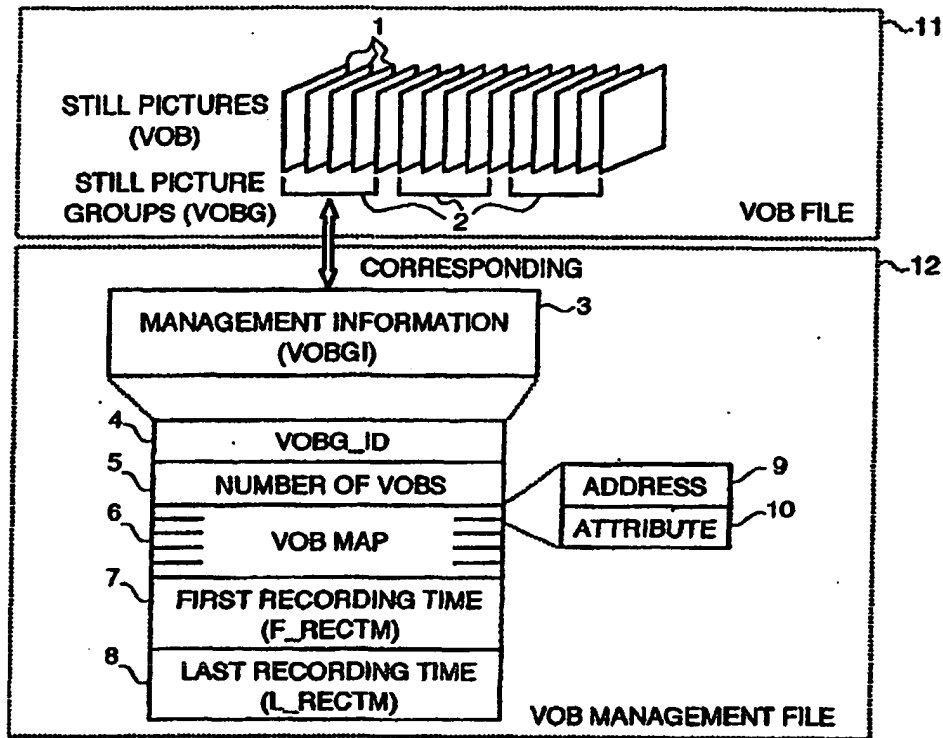 11
1
STILL PICTURES
(VOB)
STILL PICTURE
GROUPS (VOBG)
2
VOB FILE
12
CORRESPONDING
3
MANAGEMENT INFORMATION
(VOBGI)
4
VOBG_ID
5
NUMBER OF VOBS
9
ADDRESS
6
VOB MAP
10
ATTRIBUTE
7
FIRST RECORDING TIME
(F_RECTM)
8
LAST RECORDING TIME
(L_RECTM)
VOB MANAGEMENT FILE